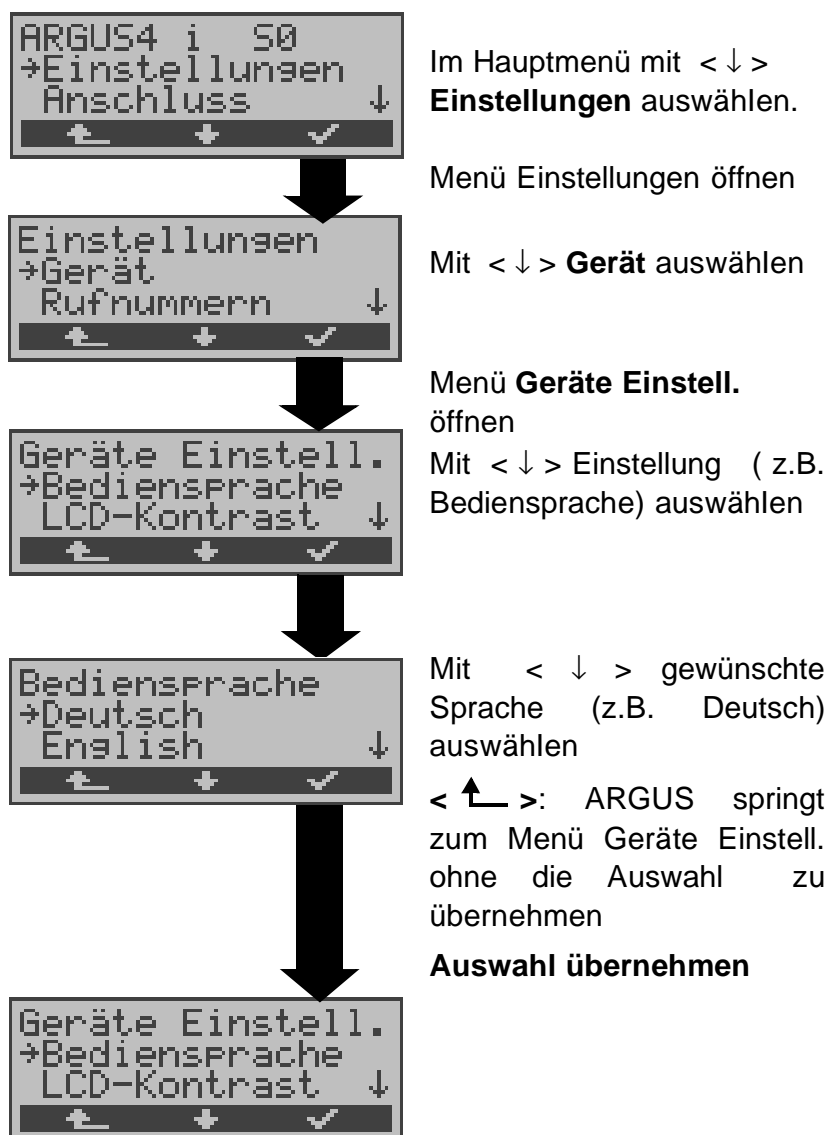 ARGUS4 i S0
→Einstellungen
Anschluss ↓
Im Hauptmenü mit < ↓ >
Einstellungen auswählen.
Menü Einstellungen öffnen
Einstellungen
→Gerät
Rufnummern ↓
Mit < ↓ > Gerät auswählen
Menü Geräte Einstell.
öffnen
Geräte Einstell.
→Bediensprache
LCD-Kontrast ↓
Mit < ↓ > Einstellung ( z.B.
Bediensprache) auswählen
Bediensprache
→Deutsch
English ↓
Mit < ↓ > gewünschte
Sprache (z.B. Deutsch)
auswählen
< >: ARGUS springt
zum Menü Geräte Einstell.
ohne die Auswahl zu
übernehmen
Auswahl übernehmen
Geräte Einstell.
→Bediensprache
LCD-Kontrast ↓